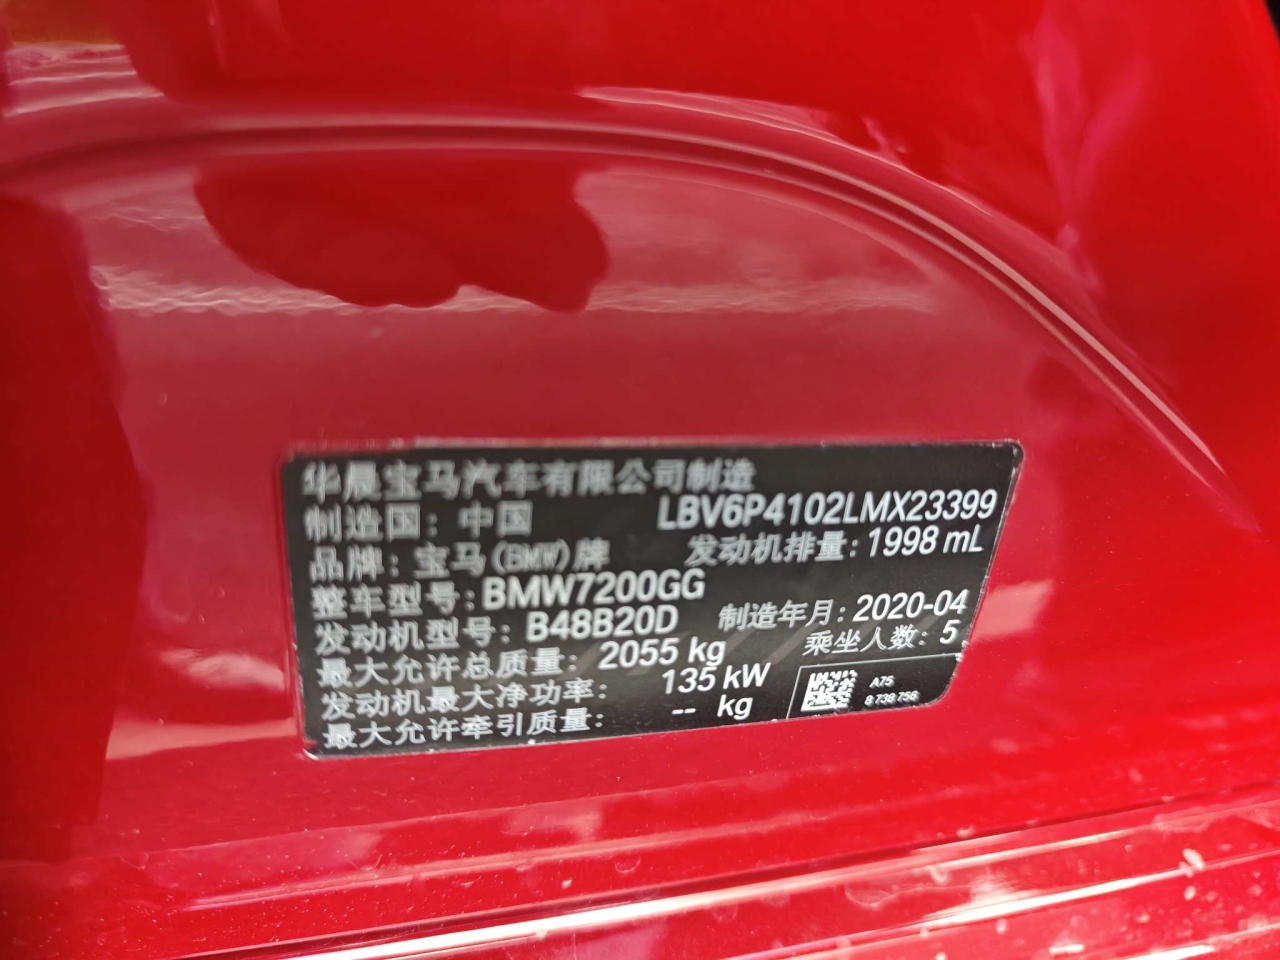 华晨宝马汽车有限公司制造
制造国：中国 LBV6P4102LMX23399
品牌：宝马(BMW)牌 发动机排量：1998 mL
整车型号：BMW7200GG
发动机型号：B48B20D 制造年月：2020-04
最大允许总质量：2055 kg 乘坐人数：5
发动机最大净功率：135 kW
最大允许牵引质量：-- kg
A75
8 738 756